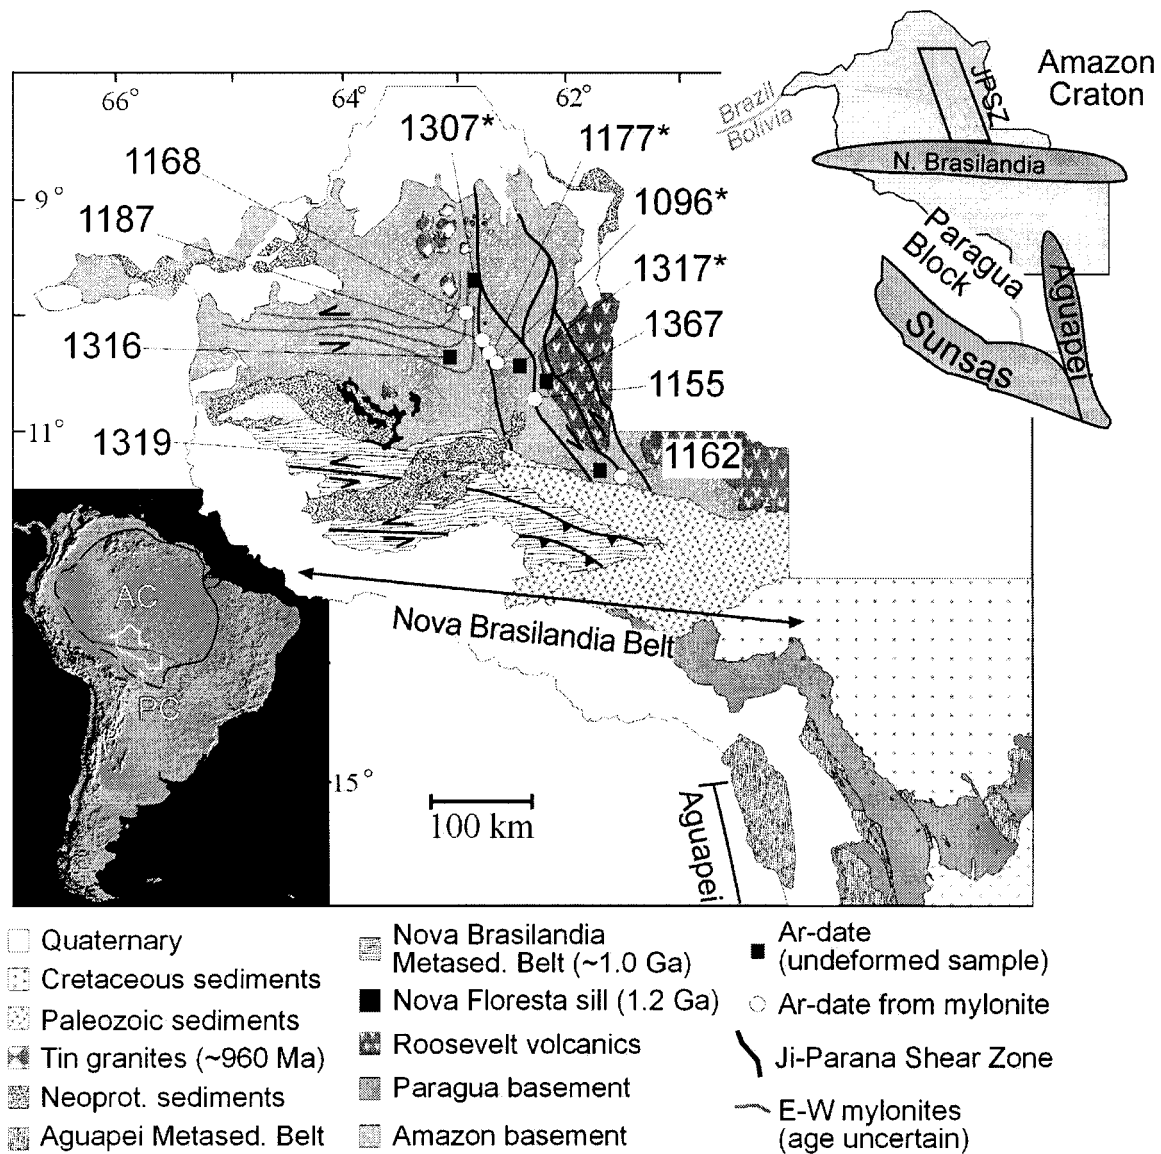 66°
64°
62°
9°
11°
15°
1307*
1177*
1168
1096*
1187
1317*
1367
1316
1155
1319
1162
Brazil
Bolivia
JPSZ
Amazon
Craton
N. Brasilandia
Paragua
Block
Sunsas
Aguapei
AC
PC
Nova Brasilandia Belt
100 km
Aguapei
Quaternary
Cretaceous sediments
Paleozoic sediments
Tin granites (~960 Ma)
Neoprot. sediments
Aguapei Metased. Belt
Nova Brasilandia
Metased. Belt (~1.0 Ga)
Nova Floresta sill (1.2 Ga)
Roosevelt volcanics
Paragua basement
Amazon basement
Ar-date
(undeformed sample)
Ar-date from mylonite
Ji-Parana Shear Zone
E-W mylonites
(age uncertain)